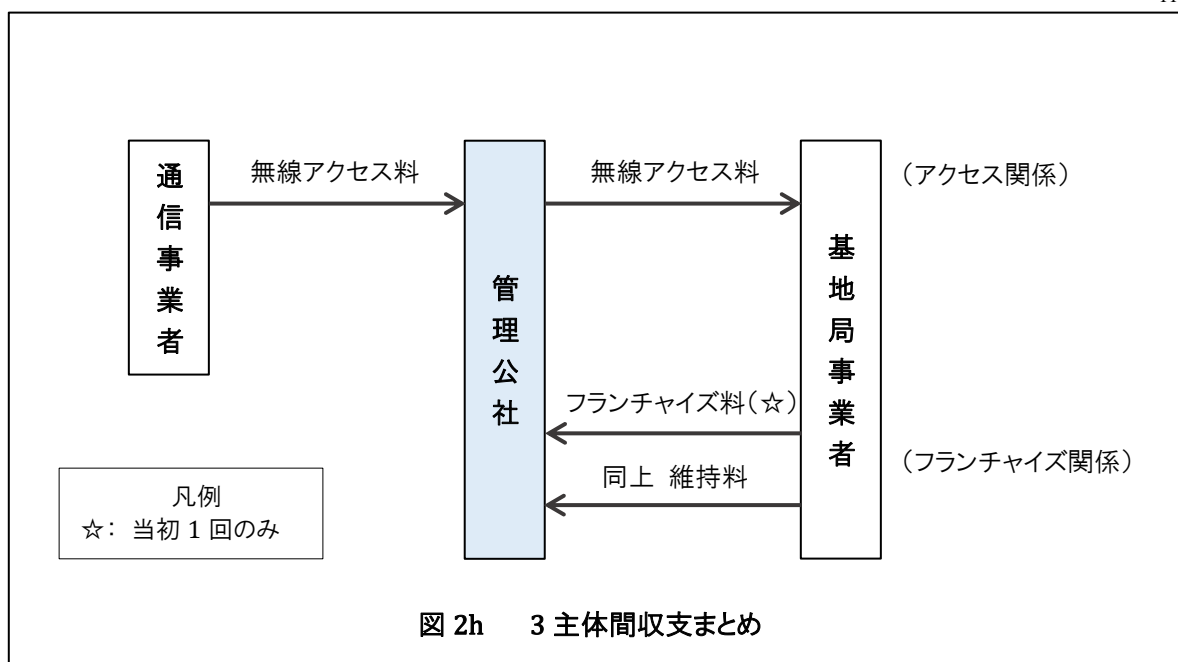 通信事業者
無線アクセス料
管理公社
無線アクセス料
基地局事業者
（アクセス関係）
フランチャイズ料（☆）
（フランチャイズ関係）
同上 維持料
凡例
☆： 当初 1 回のみ
図 2h 3 主体間収支まとめ